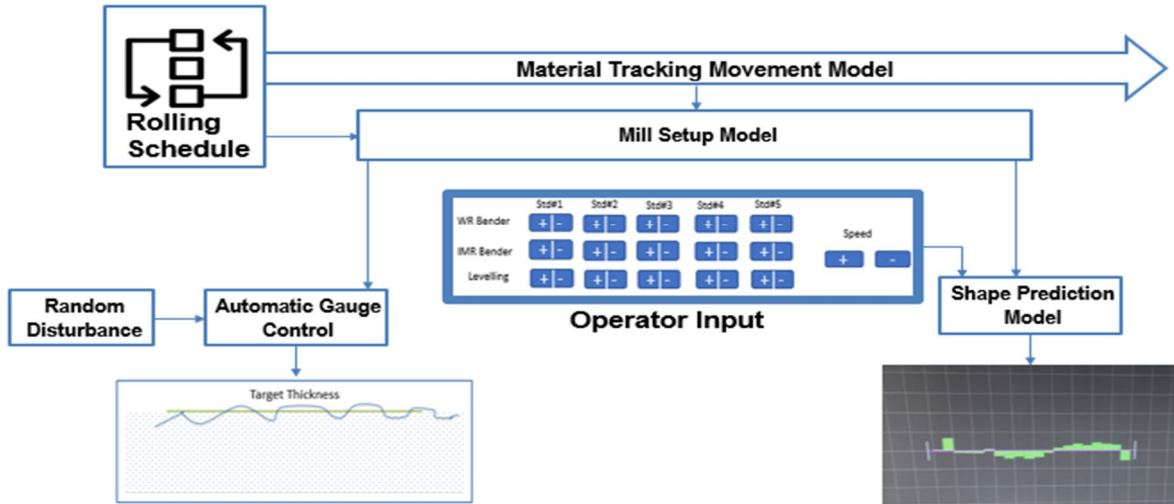 Rolling
Schedule
Material Tracking Movement Model
Mill Setup Model
Std#1 Std#2 Std#3 Std#4 Std#5
WR Bender + - + - + - + - + -
Speed
IMR Bender + - + - + - + - + -
+ -
Levelling + - + - + - + - + -
Operator Input
Random
Disturbance
Automatic Gauge
Control
Shape Prediction
Model
Target Thickness